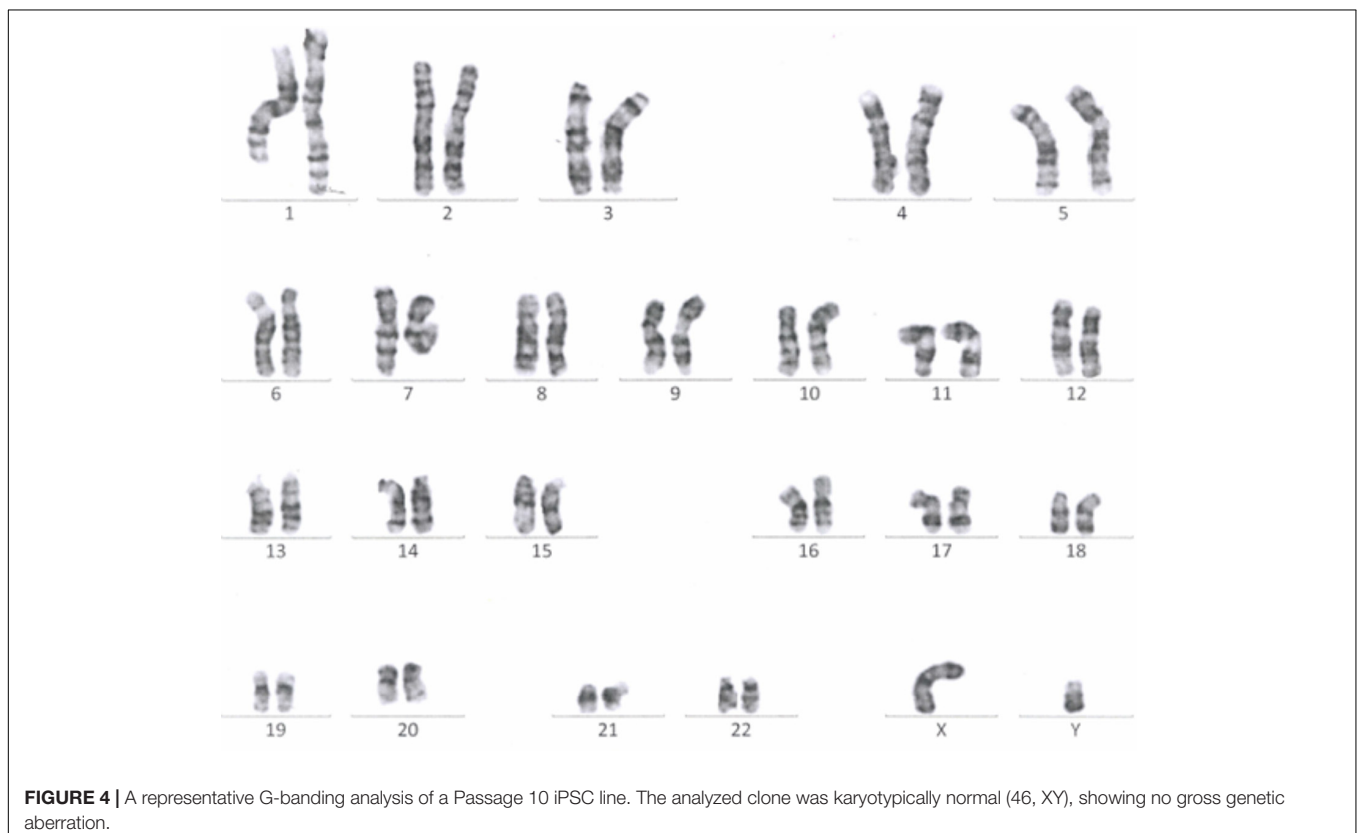 1 2 3 4 5
6 7 8 9 10 11 12
13 14 15 16 17 18
19 20 21 22 X Y
FIGURE 4 | A representative G-banding analysis of a Passage 10 iPSC line. The analyzed clone was karyotypically normal (46, XY), showing no gross genetic
aberration.